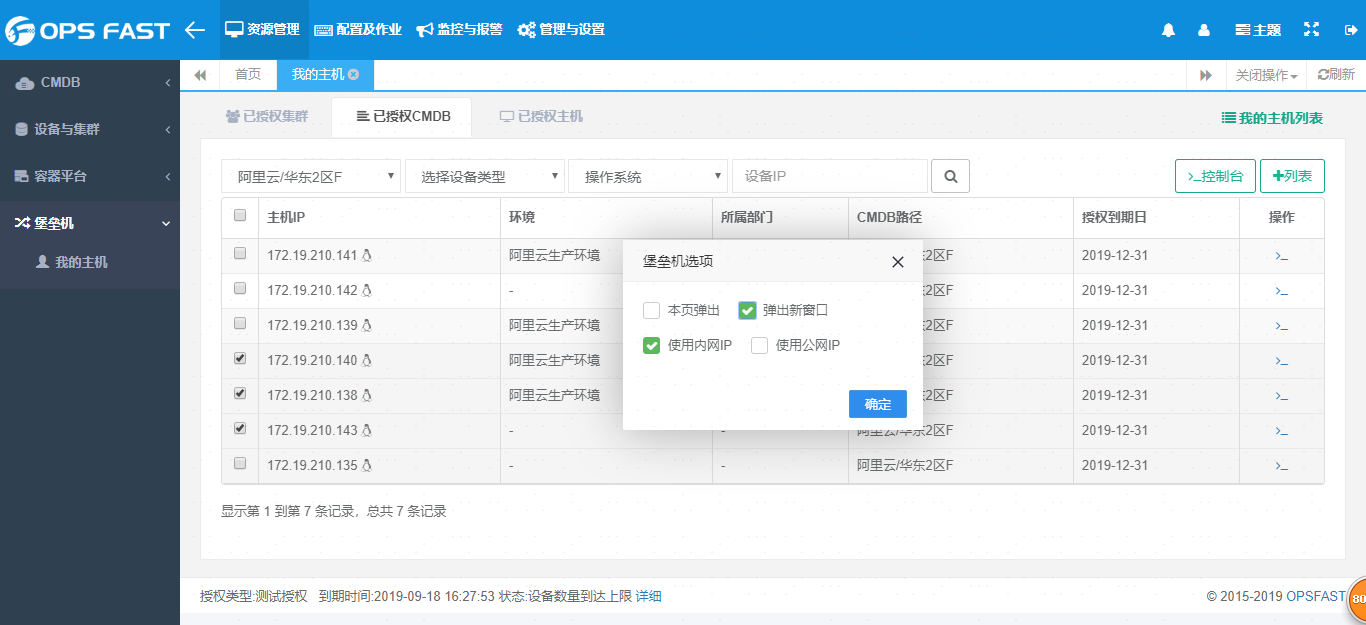 OPS FAST 资源管理 配置及作业 监控与报警 管理与设置 主题
CMDB
设备与集群
容器平台
堡垒机
我的主机
首页 我的主机 关闭操作 刷新
已授权集群 已授权CMDB 已授权主机 我的主机列表
阿里云/华东2区F 选择设备类型 操作系统 设备IP >_控制台 +列表
主机IP 环境 所属部门 CMDB路径 授权到期日 操作
172.19.210.141 阿里云生产环境 东2区F 2019-12-31 >_
172.19.210.142 - 东2区F 2019-12-31 >_
172.19.210.139 阿里云生产环境 东2区F 2019-12-31 >_
172.19.210.140 阿里云生产环境 东2区F 2019-12-31 >_
172.19.210.138 阿里云生产环境 东2区F 2019-12-31 >_
172.19.210.143 - - 阿里云/华东2区F 2019-12-31 >_
172.19.210.135 - - 阿里云/华东2区F 2019-12-31 >_
堡垒机选项
本页弹出 弹出新窗口
使用内网IP 使用公网IP
确定
显示第 1 到第 7 条记录，总共 7 条记录
授权类型:测试授权 到期时间:2019-09-18 16:27:53 状态:设备数量到达上限 详细
© 2015-2019 OPSFAST
80